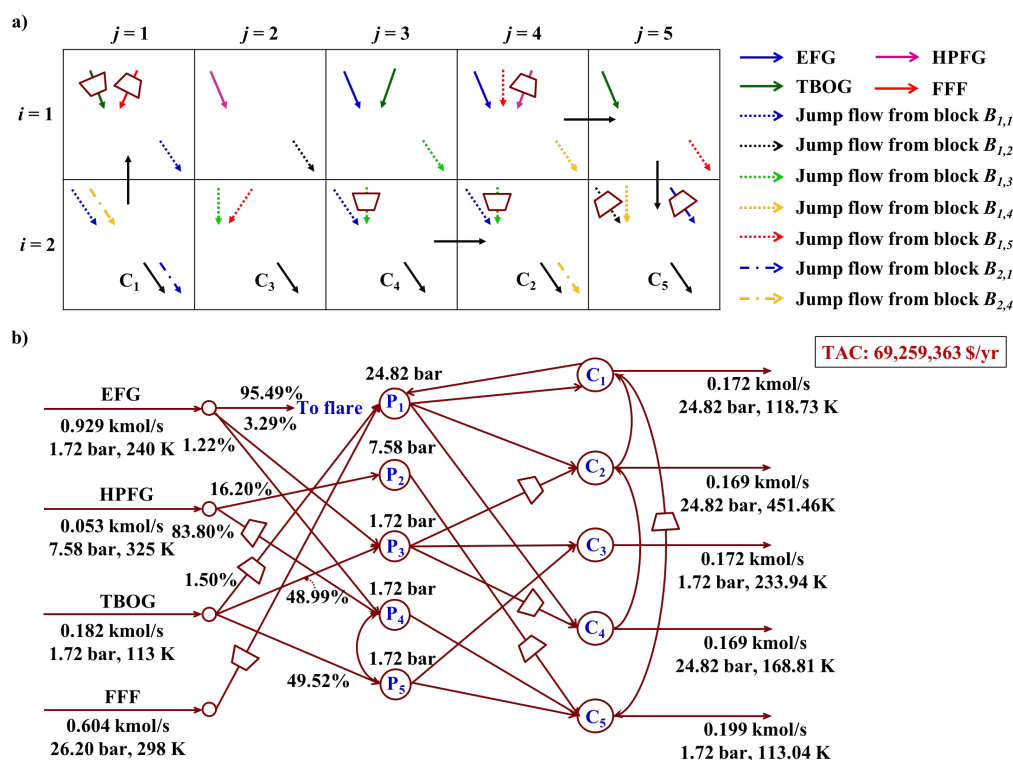 a)
j = 1 j = 2 j = 3 j = 4 j = 5
i = 1
i = 2
C1 C3 C4 C2 C5
EFG HPFG
TBOG FFF
Jump flow from block B1,1
Jump flow from block B1,2
Jump flow from block B1,3
Jump flow from block B1,4
Jump flow from block B1,5
Jump flow from block B2,1
Jump flow from block B2,4
b)
TAC: 69,259,363 $/yr
EFG
0.929 kmol/s
1.72 bar, 240 K
95.49%
To flare
3.29%
1.22%
HPFG
0.053 kmol/s
7.58 bar, 325 K
16.20%
83.80%
TBOG
0.182 kmol/s
1.72 bar, 113 K
1.50%
48.99%
49.52%
FFF
0.604 kmol/s
26.20 bar, 298 K
24.82 bar
P1
7.58 bar
P2
1.72 bar
P3
1.72 bar
P4
1.72 bar
P5
C1
0.172 kmol/s
24.82 bar, 118.73 K
C2
0.169 kmol/s
24.82 bar, 451.46K
C3
0.172 kmol/s
1.72 bar, 233.94 K
C4
0.169 kmol/s
24.82 bar, 168.81 K
C5
0.199 kmol/s
1.72 bar, 113.04 K